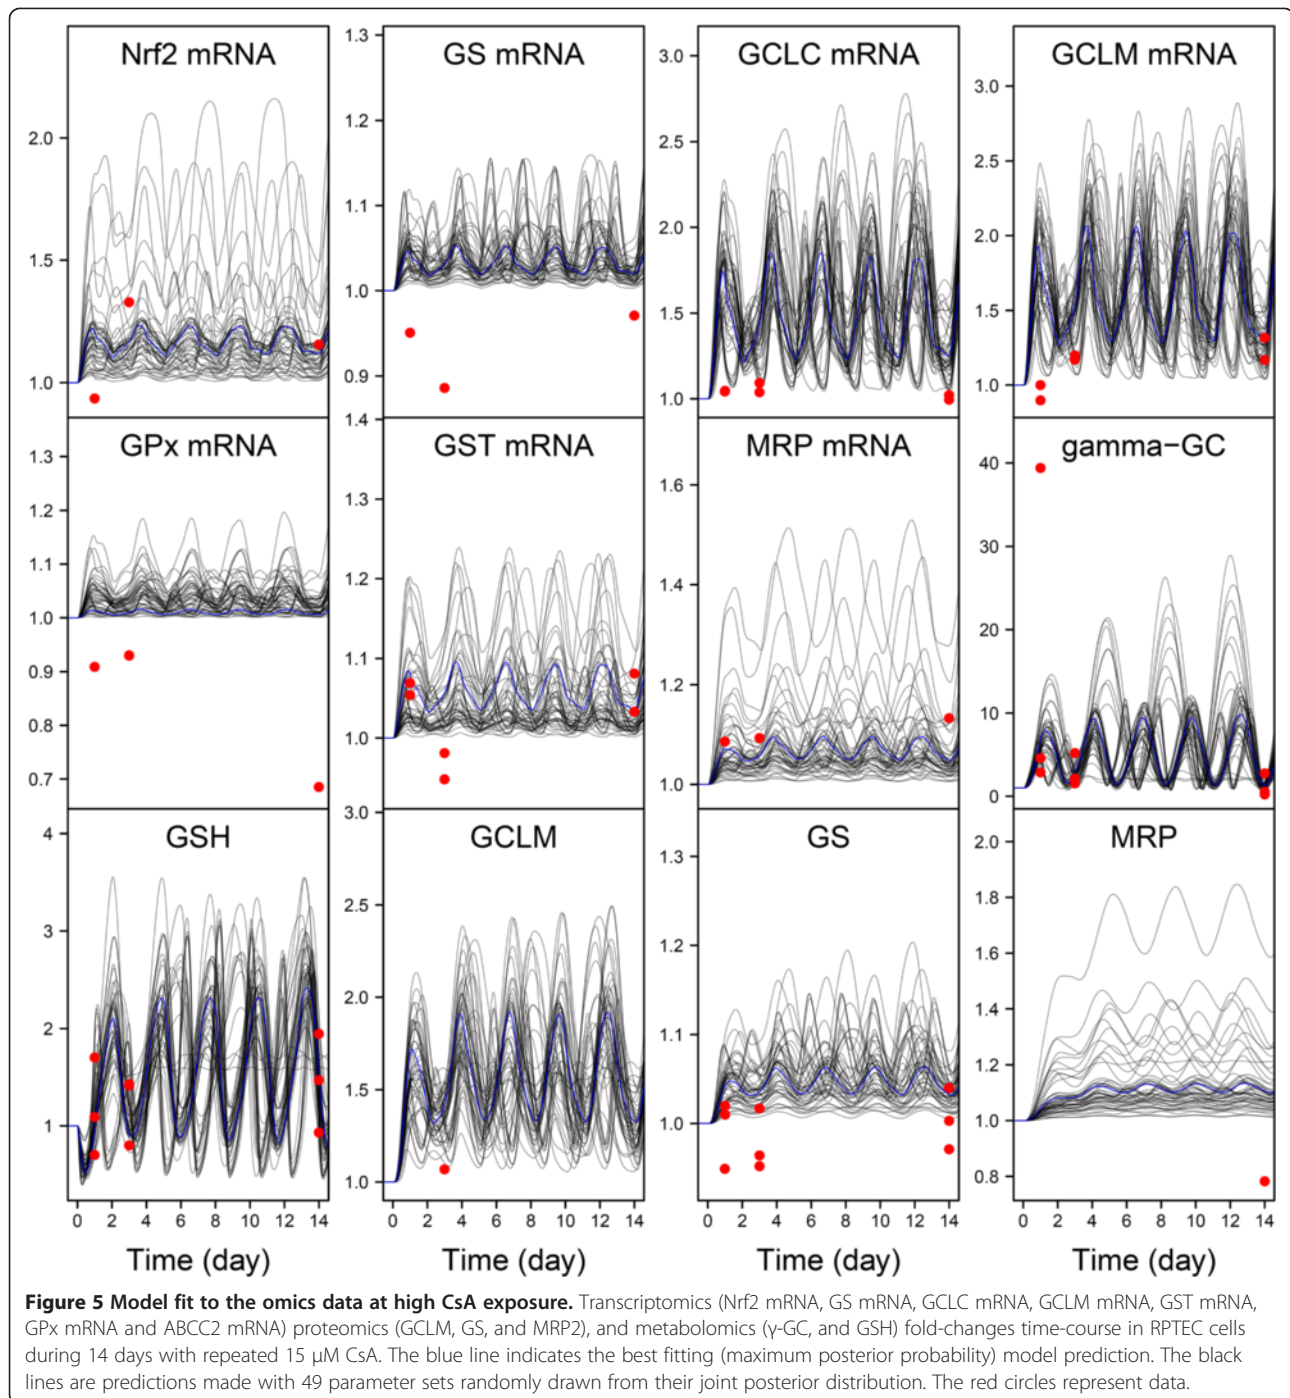 Nrf2 mRNA
2.0
1.5
1.0
GS mRNA
1.3
1.2
1.1
1.0
0.9
GCLC mRNA
3.0
2.5
2.0
1.5
1.0
GCLM mRNA
3.0
2.5
2.0
1.5
1.0
GPx mRNA
1.3
1.2
1.1
1.0
0.9
0.8
0.7
GST mRNA
1.4
1.3
1.2
1.1
1.0
MRP mRNA
1.6
1.5
1.4
1.3
1.2
1.1
1.0
gamma−GC
40
30
20
10
0
GSH
4
3
2
1
0 2 4 6 8 10 12 14
Time (day)
GCLM
3.0
2.5
2.0
1.5
1.0
0 2 4 6 8 10 12 14
Time (day)
GS
1.3
1.2
1.1
1.0
0 2 4 6 8 10 12 14
Time (day)
MRP
2.0
1.8
1.6
1.4
1.2
1.0
0.8
0 2 4 6 8 10 12 14
Time (day)
Figure 5 Model fit to the omics data at high CsA exposure. Transcriptomics (Nrf2 mRNA, GS mRNA, GCLC mRNA, GCLM mRNA, GST mRNA,
GPx mRNA and ABCC2 mRNA) proteomics (GCLM, GS, and MRP2), and metabolomics (γ-GC, and GSH) fold-changes time-course in RPTEC cells
during 14 days with repeated 15 μM CsA. The blue line indicates the best fitting (maximum posterior probability) model prediction. The black
lines are predictions made with 49 parameter sets randomly drawn from their joint posterior distribution. The red circles represent data.